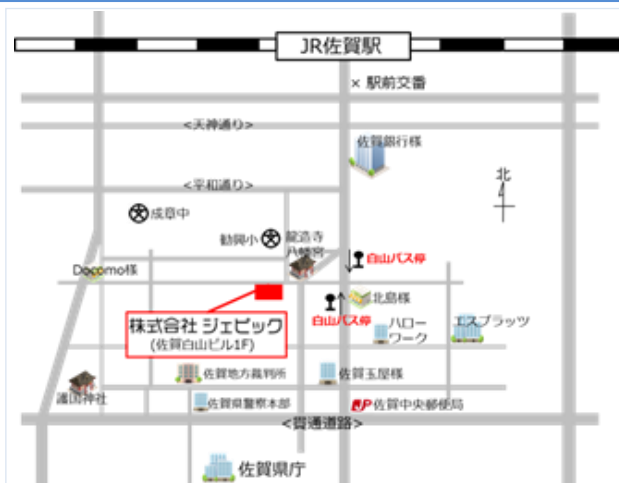 JR佐賀駅
× 駅前交番
<天神通り>
佐賀銀行様
<平和通り>
北
成章中
勧興小
龍造寺
八幡宮
白山バス停
Docomo様
北島様
白山バス停
株式会社 ジェピック
(佐賀白山ビル1F)
ハロー
ワーク
エスプラッツ
佐賀地方裁判所
佐賀玉屋様
護国神社
佐賀県警察本部
佐賀中央郵便局
<貫通道路>
佐賀県庁